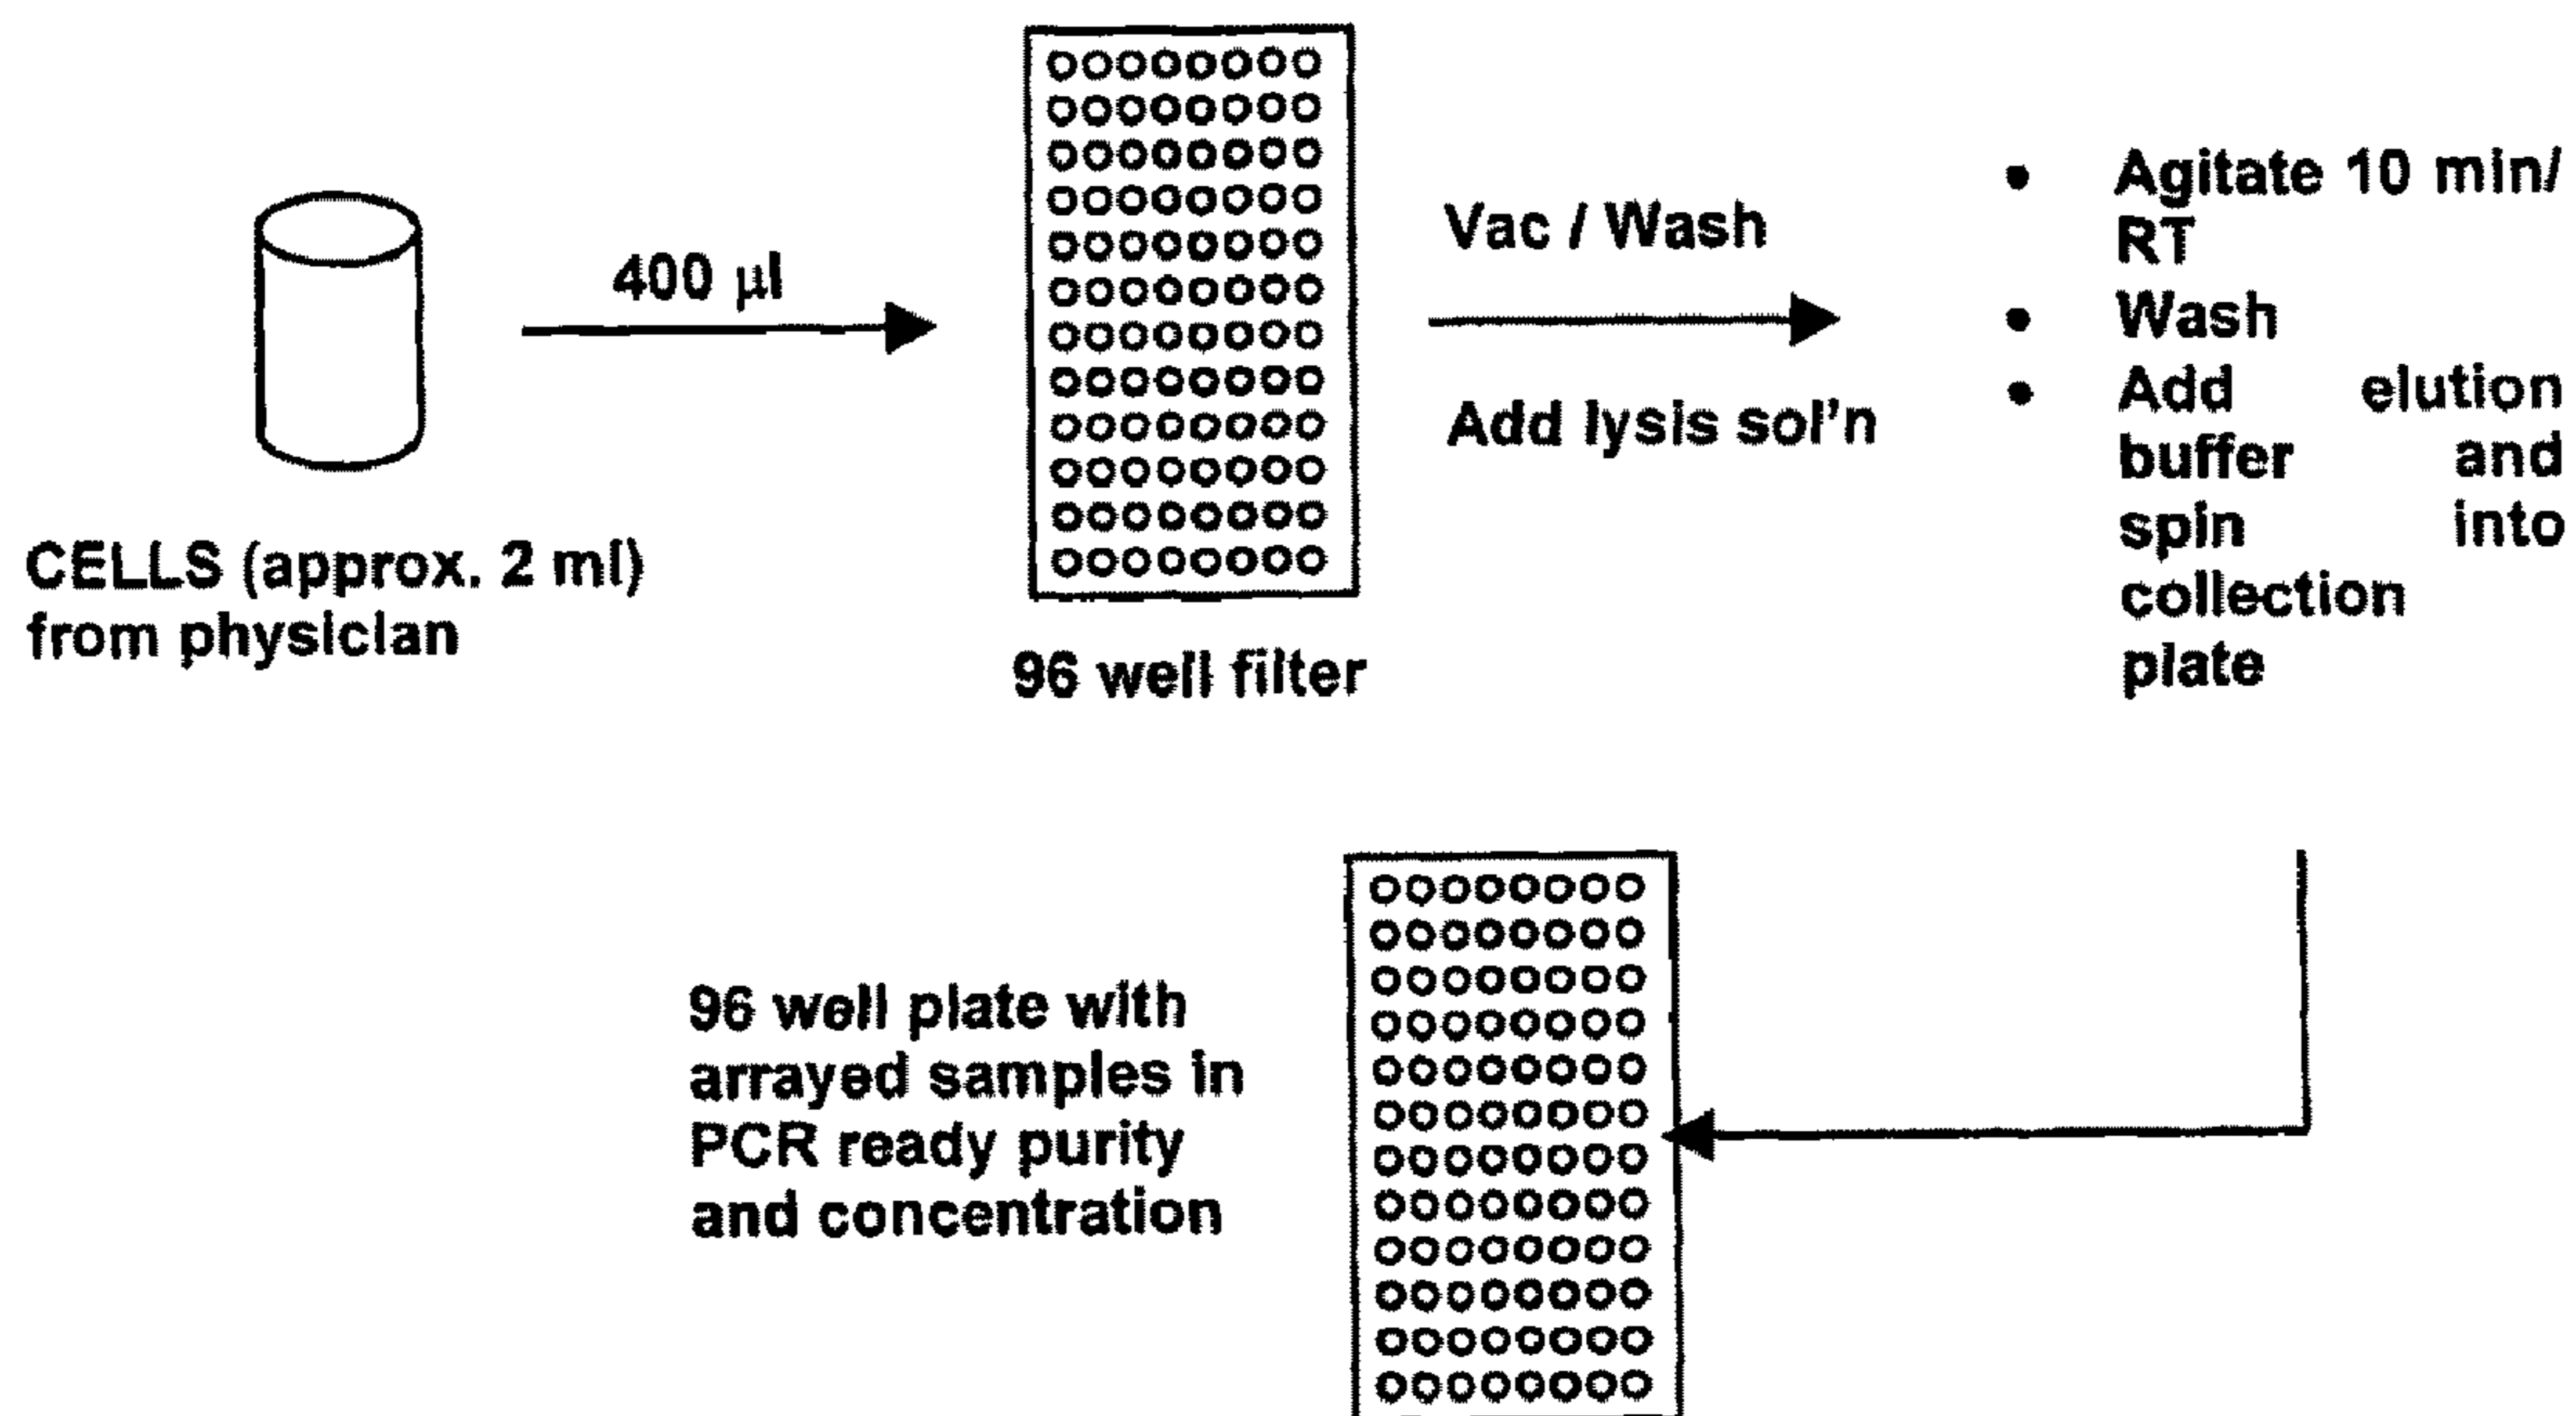 CELLS (approx. 2 ml)
from physician
400 μl
96 well filter
Vac / Wash
Add lysis sol'n
• Agitate 10 min/
RT
• Wash
• Add elution
buffer and
spin into
collection
plate
96 well plate with
arrayed samples in
PCR ready purity
and concentration